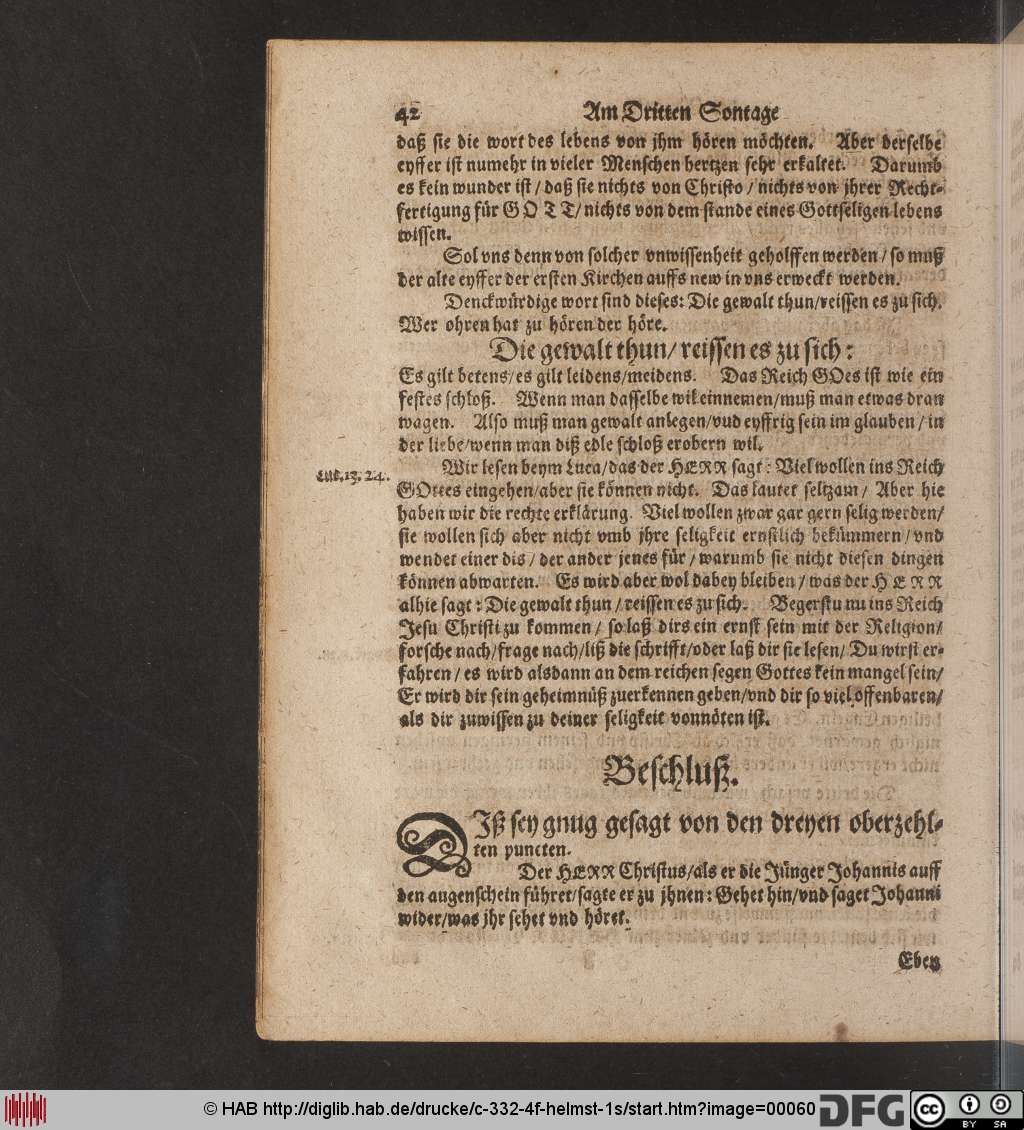 42 Am Dritten Sontage
daß sie die wort des lebens von jhm hören möchten. Aber derselbe
eyffer ist numehr in vieler Menschen hertzen sehr erkaltet. Darumb
es kein wunder ist / daß sie nichts von Christo / nichts von jhrer Recht-
fertigung für GOTT / nichts von dem stande eines Gottseligen lebens
wissen.
Sol vns denn von solcher vnwissenheit geholffen werden / so muß
der alte eyffer der ersten Kirchen auffs new in vns erweckt werden.
Denckwürdige wort sind dieses: Die gewalt thun / reissen es zu sich.
Wer ohren hat zu hören der höre.
Die gewalt thun / reissen es zu sich:
Es gilt betens / es gilt leidens / meidens. Das Reich GOes ist wie ein
festes schloß. Wenn man dasselbe wil einnemen / muß man etwas dran
wagen. Also muß man gewalt anlegen / vud eyffrig sein im glauben / in
der liebe / wenn man diß edle schloß erobern wil.
Luc. 13. 24.
Wir lesen beym Luca / das der HERR sagt: Viel wollen ins Reich
GOttes eingehen / aber sie können nicht. Das lautet seltzam / Aber hie
haben wir die rechte erklärung. Viel wollen zwar gar gern selig werden /
sie wollen sich aber nicht vmb jhre seligkeit ernstlich bekümmern / vnd
wendet einer dis / der ander jenes für / warumb sie nicht diesen dingen
können abwarten. Es wird aber wol dabey bleiben / was der HERR
alhie sagt: Die gewalt thun / reissen es zu sich. Begerstu nu ins Reich
Jesu Christi zu kommen / so laß dirs ein ernst sein mit der Religion /
forsche nach / frage nach / liß die schrifft / oder laß dir sie lesen / Du wirst er-
fahren / es wird alsdann an dem reichen segen Gottes kein mangel sein /
Er wird dir sein geheimnüß zuerkennen geben / vnd dir so viel offenbaren /
als dir zuwissen zu deiner seligkeit vonnöten ist.
Beschluß.
DIß sey gnug gesagt von den dreyen oberzehl-
ten puncten.
Der HERR Christus / als er die Jünger Johannis auff
den augenschein führet / sagte er zu jhnen: Gehet hin / vnd saget Johanni
wider / was jhr sehet vnd höret.
Eben
© HAB http://diglib.hab.de/drucke/c-332-4f-helmst-1s/start.htm?image=00060 DFG cc BY SA